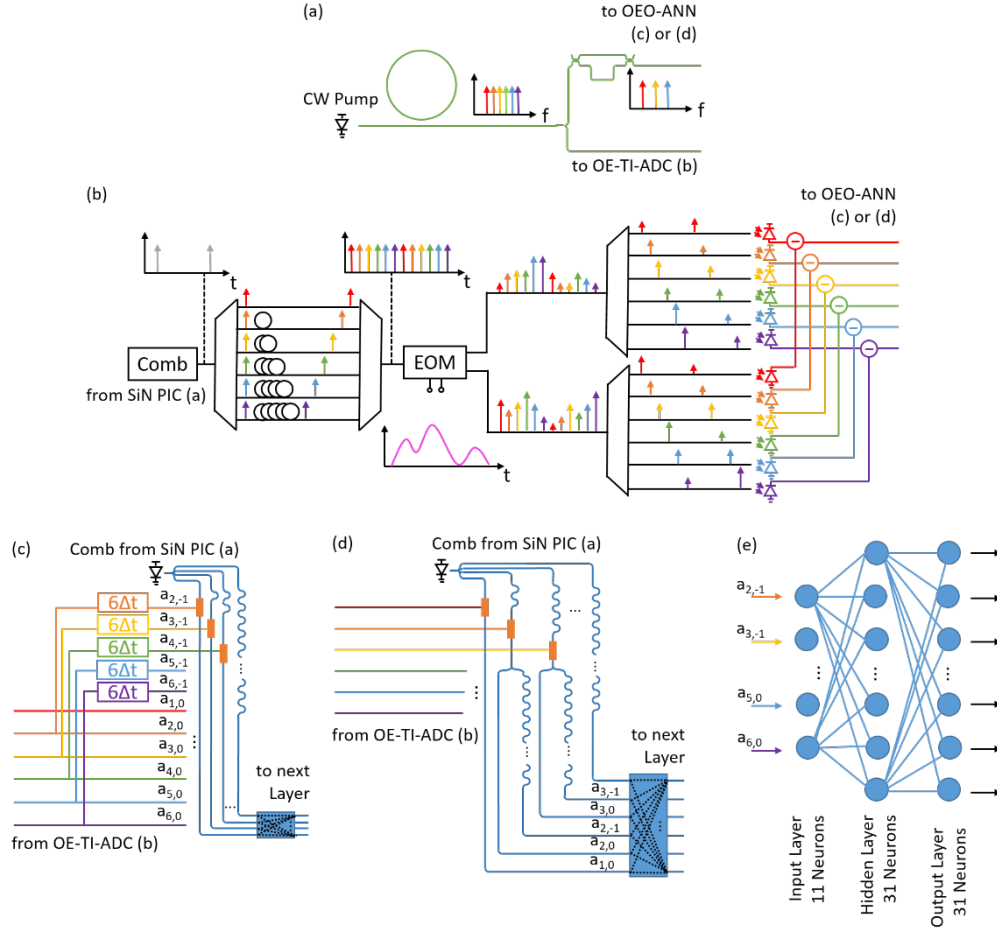 (a)
to OEO-ANN
(c) or (d)
CW Pump
f
f
to OE-TI-ADC (b)
(b)
to OEO-ANN
(c) or (d)
t
t
Comb
from SiN PIC (a)
EOM
t
(c)
Comb from SiN PIC (a)
6Δt
a2,-1
6Δt
a3,-1
6Δt
a4,-1
6Δt
a5,-1
6Δt
a6,-1
a1,0
a2,0
a3,0
a4,0
a5,0
a6,0
to next
Layer
from OE-TI-ADC (b)
(d)
Comb from SiN PIC (a)
from OE-TI-ADC (b)
to next
Layer
a3,-1
a3,0
a2,-1
a2,0
a1,0
(e)
a2,-1
a3,-1
a5,0
a6,0
Input Layer
11 Neurons
Hidden Layer
31 Neurons
Output Layer
31 Neurons